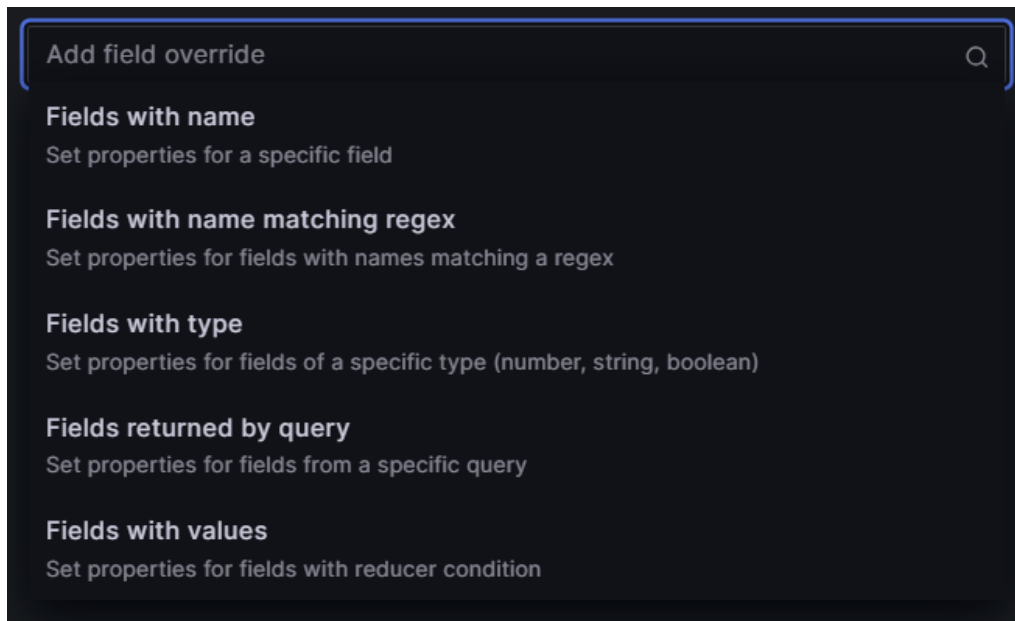 Add field override
Fields with name
Set properties for a specific field
Fields with name matching regex
Set properties for fields with names matching a regex
Fields with type
Set properties for fields of a specific type (number, string, boolean)
Fields returned by query
Set properties for fields from a specific query
Fields with values
Set properties for fields with reducer condition